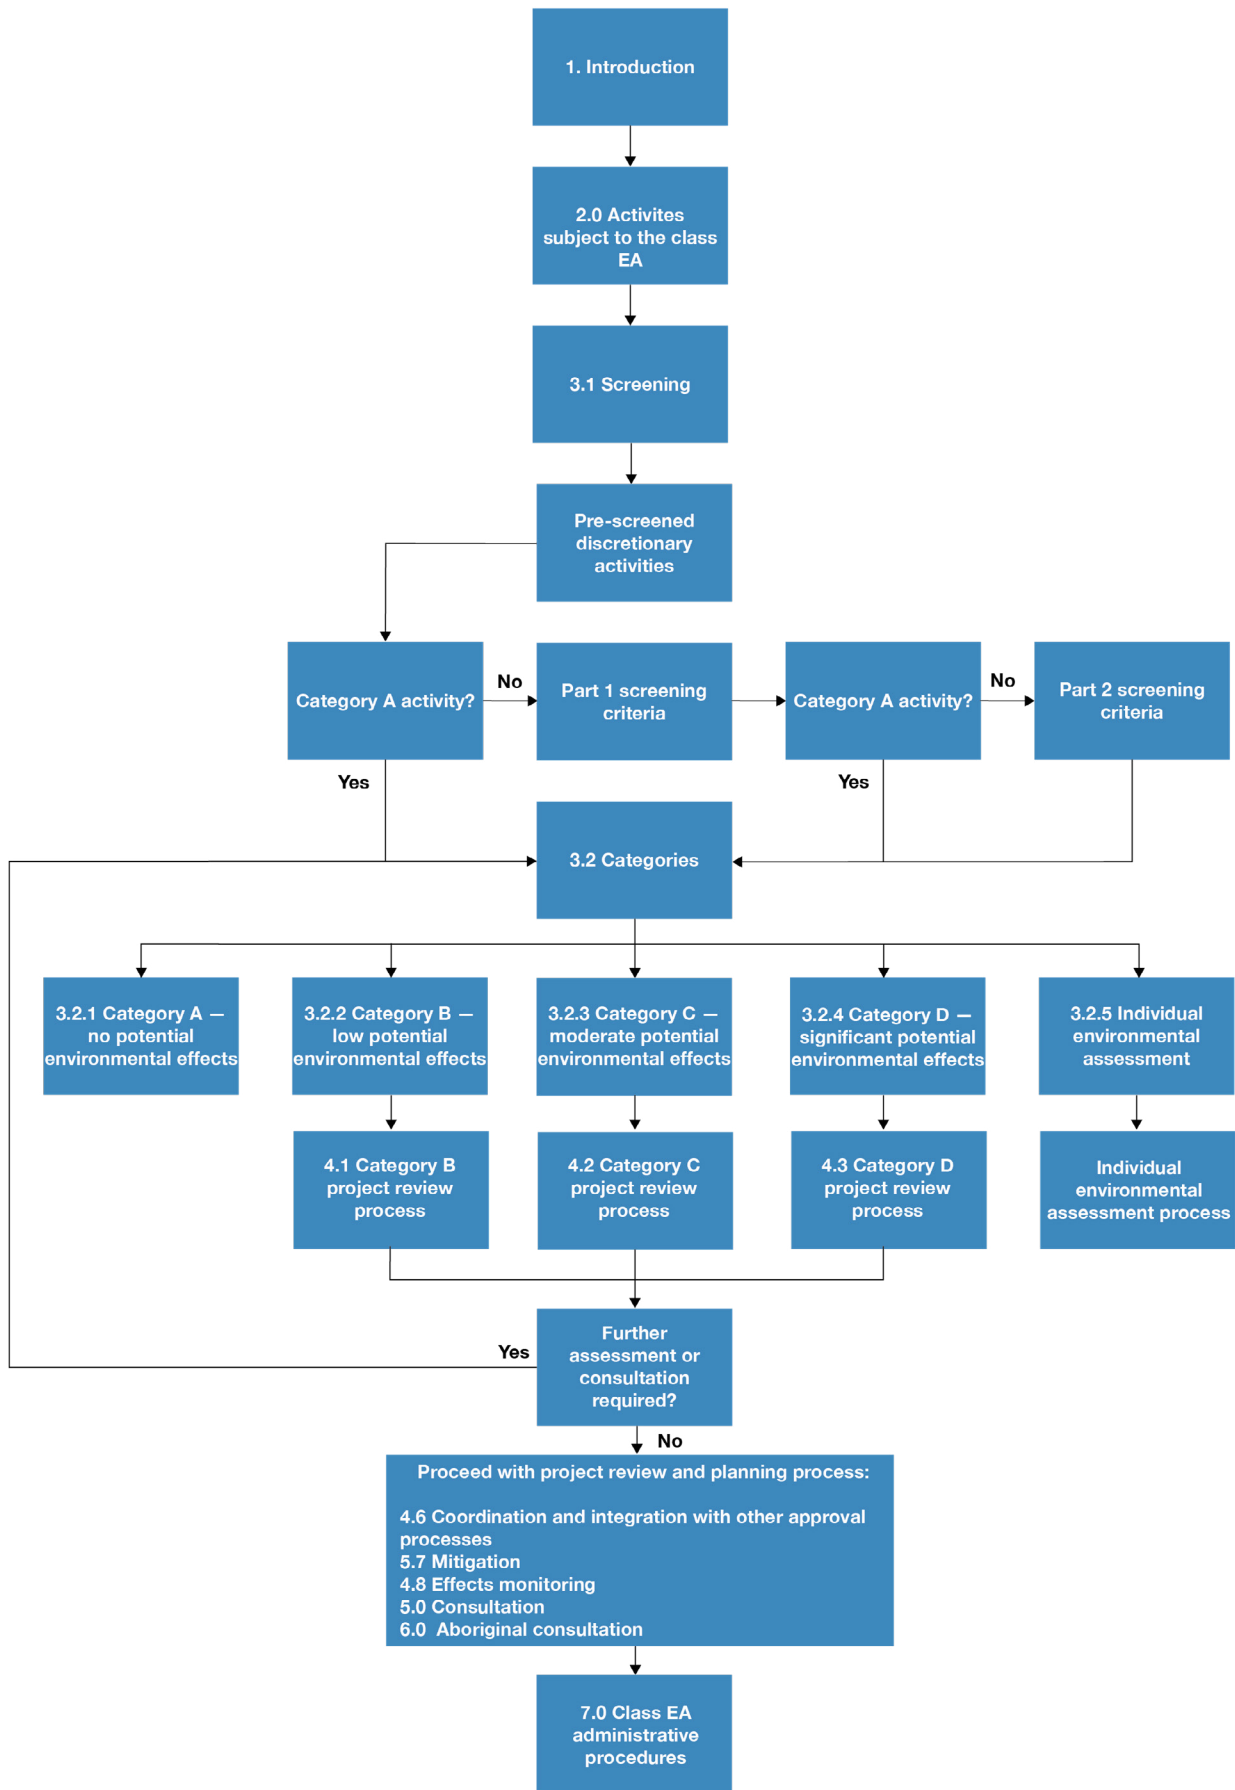 1. Introduction
2.0 Activites
subject to the class
EA
3.1 Screening
Pre-screened
discretionary
activities
Category A activity?
No
Part 1 screening
criteria
Category A activity?
No
Part 2 screening
criteria
Yes
Yes
3.2 Categories
3.2.1 Category A —
no potential
environmental effects
3.2.2 Category B —
low potential
environmental effects
3.2.3 Category C —
moderate potential
environmental effects
3.2.4 Category D —
significant potential
environmental effects
3.2.5 Individual
environmental
assessment
4.1 Category B
project review
process
4.2 Category C
project review
process
4.3 Category D
project review
process
Individual
environmental
assessment process
Further
assessment or
consultation
required?
Yes
No
Proceed with project review and planning process:
4.6 Coordination and integration with other approval
processes
5.7 Mitigation
4.8 Effects monitoring
5.0 Consultation
6.0 Aboriginal consultation
7.0 Class EA
administrative
procedures